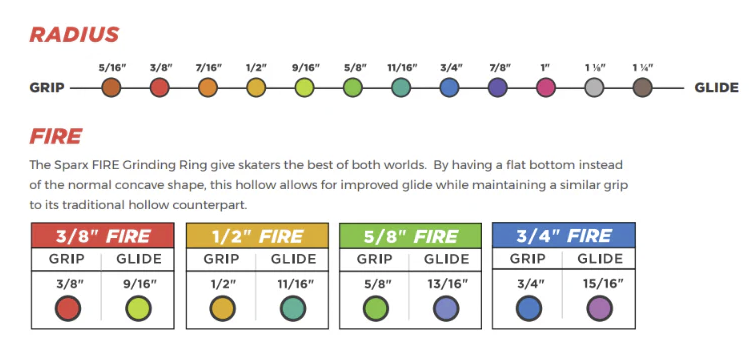 RADIUS
5/16" 3/8" 7/16" 1/2" 9/16" 5/8" 11/16" 3/4" 7/8" 1" 1 ⅛" 1 ¼"
GRIP GLIDE
FIRE
The Sparx FIRE Grinding Ring give skaters the best of both worlds. By having a flat bottom instead
of the normal concave shape, this hollow allows for improved glide while maintaining a similar grip
to its traditional hollow counterpart.
3/8" FIRE 1/2" FIRE 5/8" FIRE 3/4" FIRE
GRIP GLIDE GRIP GLIDE GRIP GLIDE GRIP GLIDE
3/8" 9/16" 1/2" 11/16" 5/8" 13/16" 3/4" 15/16"